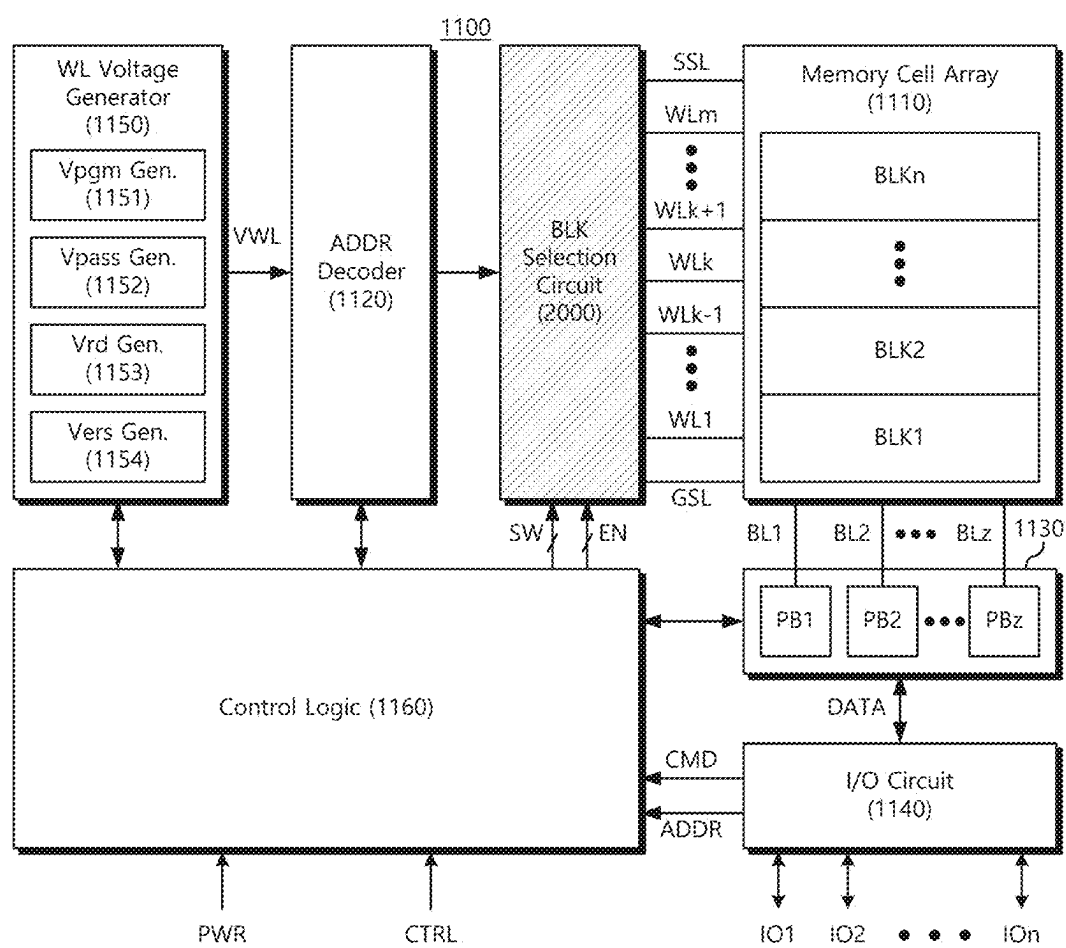 1100
WL Voltage
Generator
(1150)
Vpgm Gen.
(1151)
Vpass Gen.
(1152)
Vrd Gen.
(1153)
Vers Gen.
(1154)
VWL
ADDR
Decoder
(1120)
BLK
Selection
Circuit
(2000)
SSL
WLm
WLk+1
WLk
WLk-1
WL1
GSL
Memory Cell Array
(1110)
BLKn
BLK2
BLK1
SW
EN
BL1
BL2
BLz
1130
PB1
PB2
PBz
Control Logic (1160)
DATA
CMD
ADDR
I/O Circuit
(1140)
PWR
CTRL
IO1
IO2
IOn